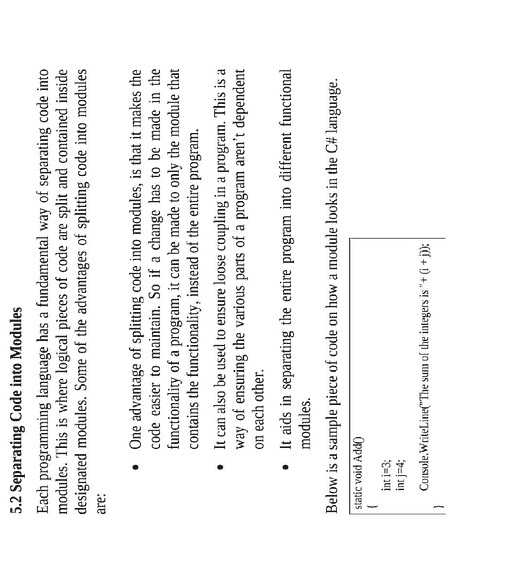 5.2 Separating Code into Modules
Each programming language has a fundamental way of separating code into
modules. This is where logical pieces of code are split and contained inside
designated modules. Some of the advantages of splitting code into modules
are:
• One advantage of splitting code into modules, is that it makes the
code easier to maintain. So if a change has to be made in the
functionality of a program, it can be made to only the module that
contains the functionality, instead of the entire program.
• It can also be used to ensure loose coupling in a program. This is a
way of ensuring the various parts of a program aren't dependent
on each other.
• It aids in separating the entire program into different functional
modules.
Below is a sample piece of code on how a module looks in the C# language.
static void Add()
{
int i=3;
int j=4;
Console.WriteLine("The sum of the integers is "+ (i + j));
}